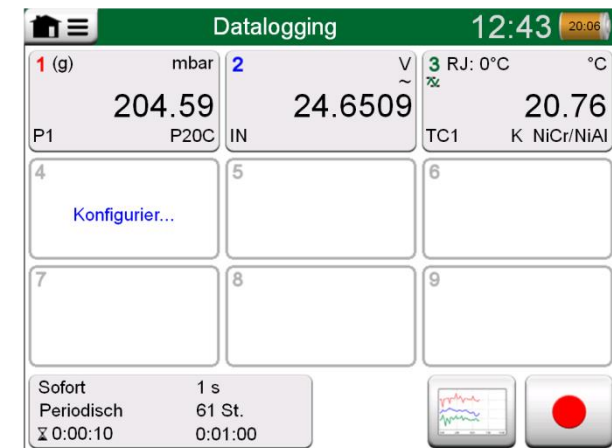 Datalogging 12:43 20:06
1 (g) mbar
204.59
P1 P20C
2 V
~
24.6509
IN
3 RJ: 0°C °C
20.76
TC1 K NiCr/NiAl
4
Konfigurier...
5
6
7
8
9
Sofort 1 s
Periodisch 61 St.
0:00:10 0:01:00